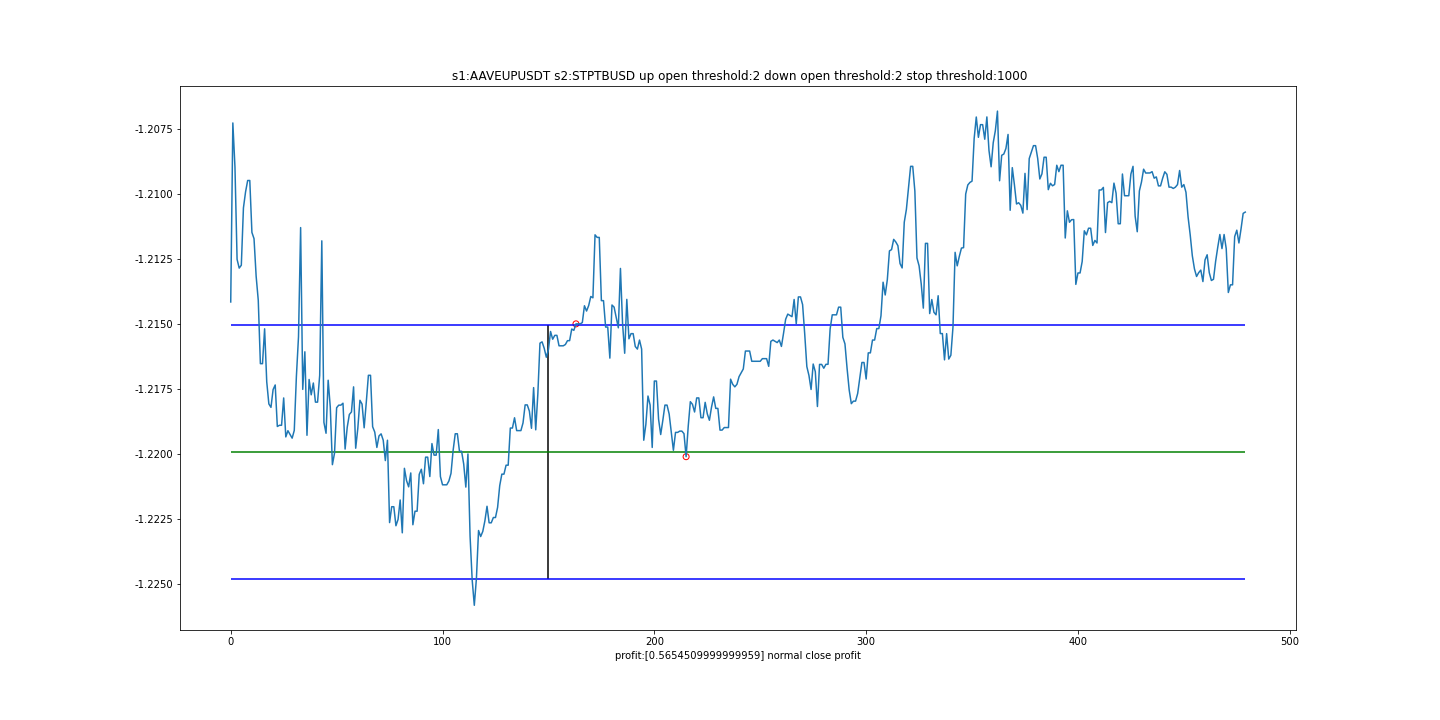 s1:AAVEUPUSDT s2:STPTBUSD up open threshold:2 down open threshold:2 stop threshold:1000
-1.2075
-1.2100
-1.2125
-1.2150
-1.2175
-1.2200
-1.2225
-1.2250
0 100 200 300 400 500
profit:[0.5654509999999959] normal close profit